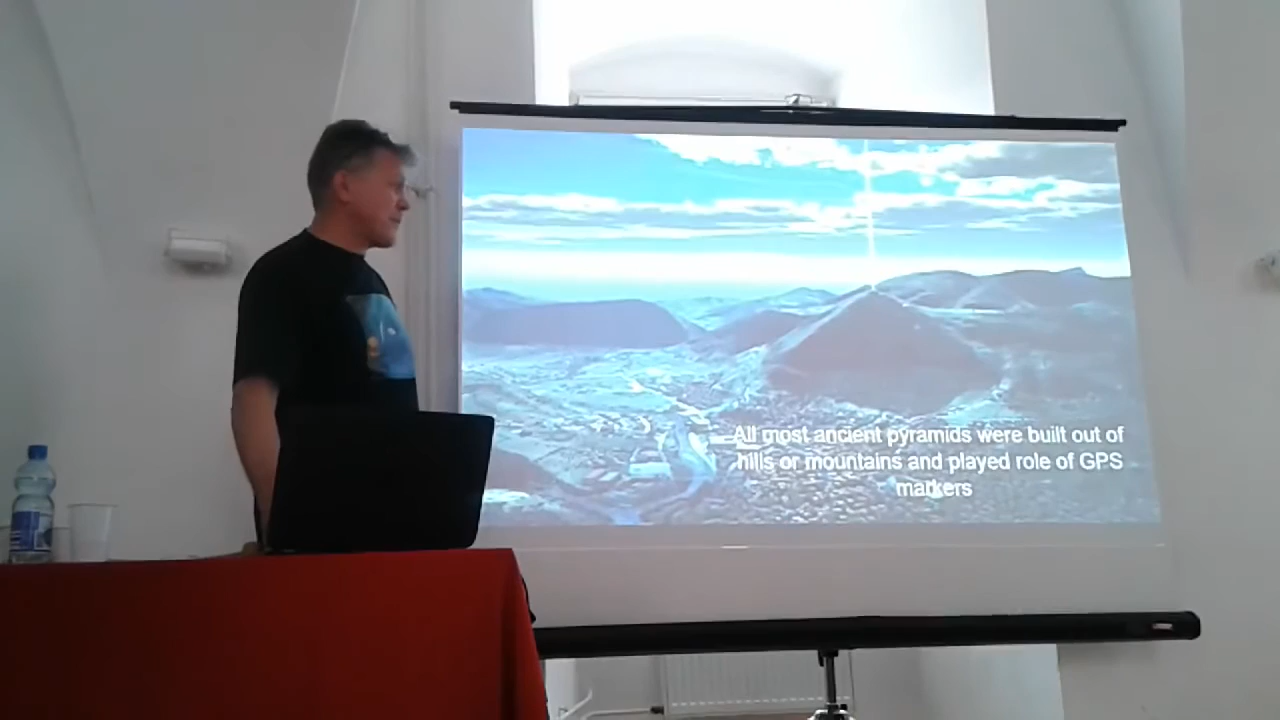 All most ancient pyramids were built out of
hills or mountains and played role of GPS
markers